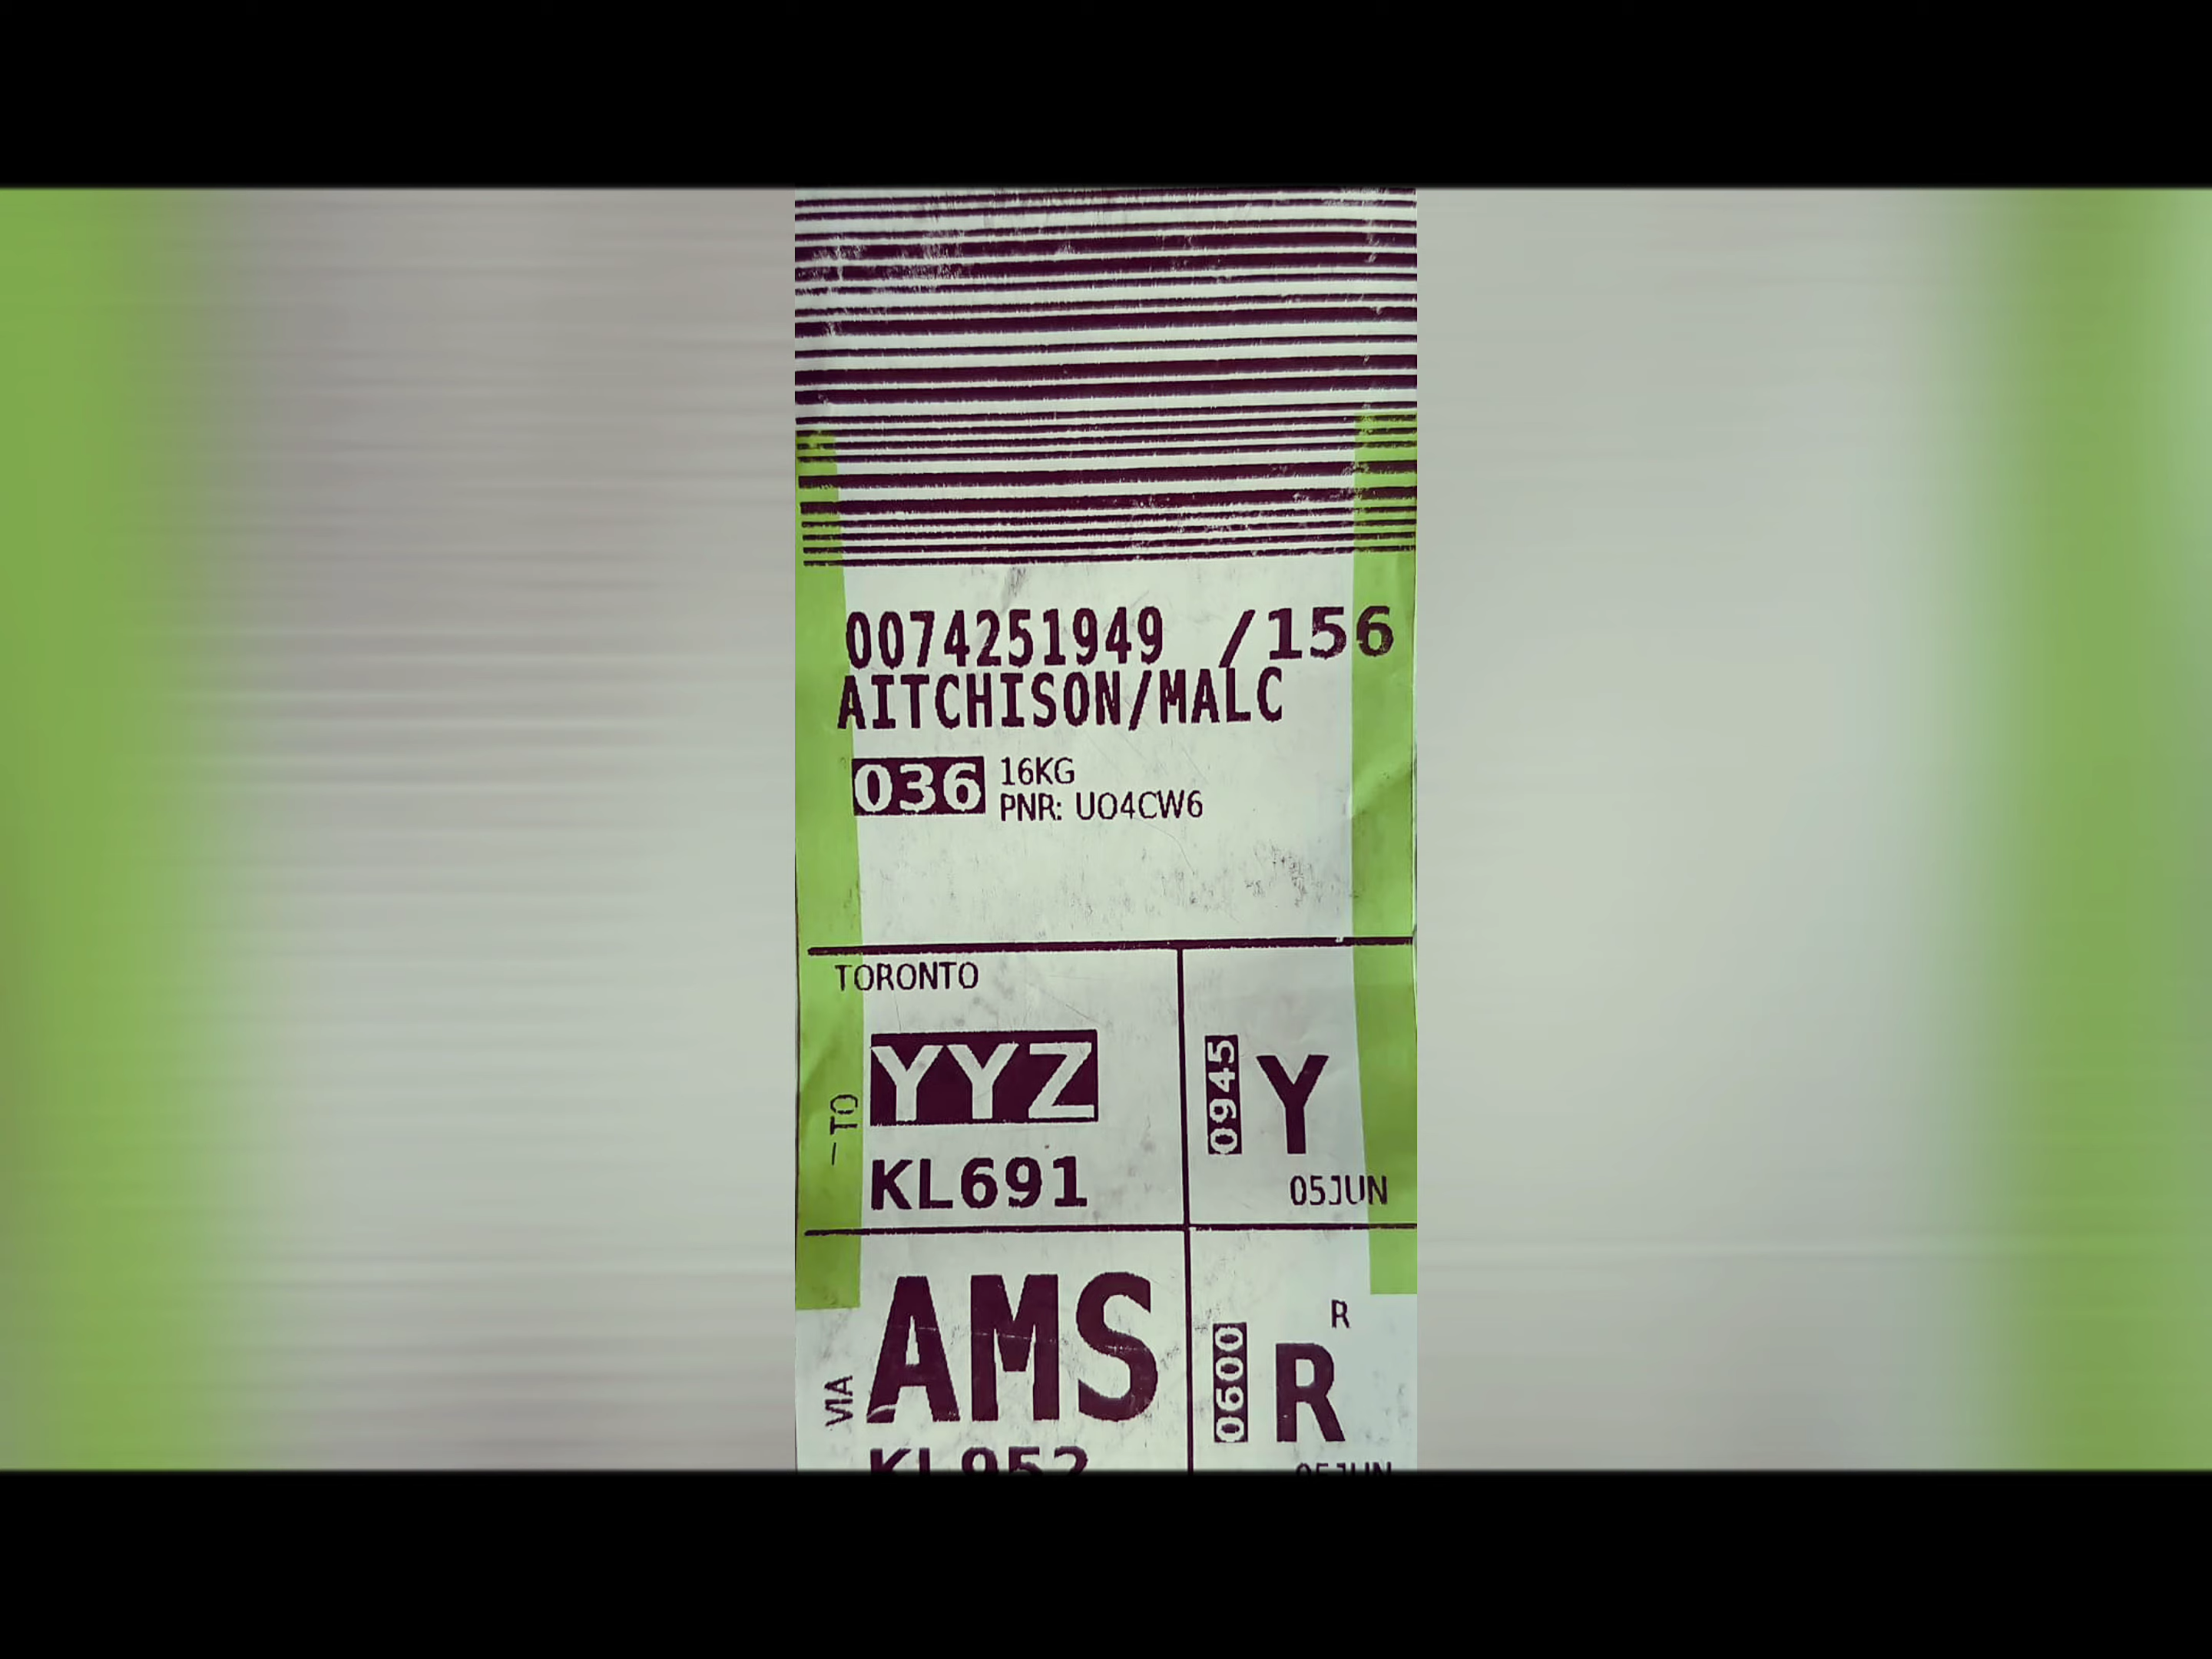 0074251949 /156
AITCHISON/MALC
036 16KG
PNR: UO4CW6
TORONTO
TO YYZ
0945 Y
KL691
05JUN
VIA AMS
0600 R
R
KL952
05JUN